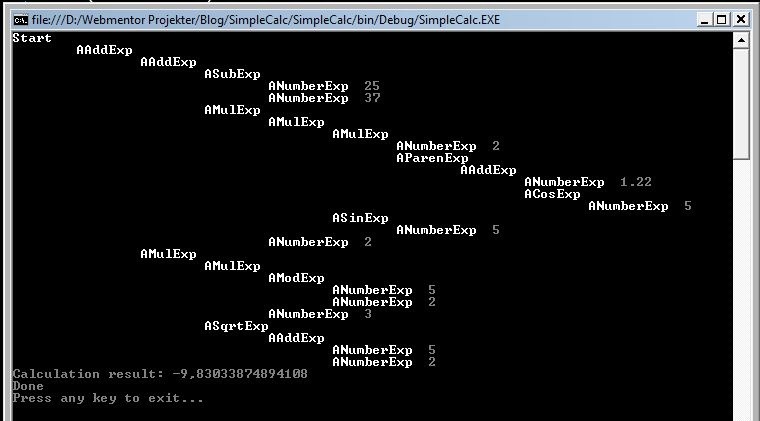 file:///D:/Webmentor Projekter/Blog/SimpleCalc/SimpleCalc/bin/Debug/SimpleCalc.EXE
Start
AAddExp
AAddExp
ASubExp
ANumberExp 25
ANumberExp 37
AMulExp
AMulExp
AMulExp
ANumberExp 2
AParenExp
AAddExp
ANumberExp 1.22
ACosExp
ANumberExp 5
ASinExp
ANumberExp 5
ANumberExp 2
AMulExp
AMulExp
AModExp
ANumberExp 5
ANumberExp 2
ANumberExp 3
ASqrtExp
AAddExp
ANumberExp 5
ANumberExp 2
Calculation result: -9,83033874894108
Done
Press any key to exit...